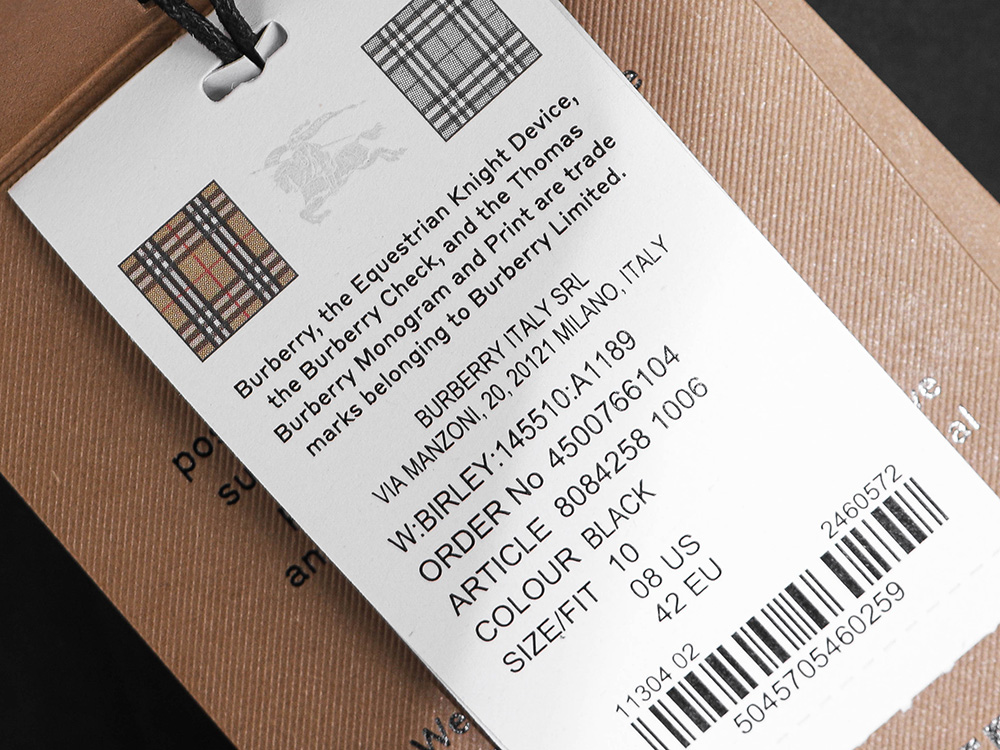 Burberry, the Equestrian Knight Device,
the Burberry Check, and the Thomas
Burberry Monogram and Print are trade
marks belonging to Burberry Limited.
BURBERRY ITALY SRL
VIA MANZONI, 20, 20121 MILANO, ITALY
W:BIRLEY:145510:A1189
ORDER No 4500766104
ARTICLE 8084258 1006
COLOUR BLACK
SIZE/FIT 10
08 US
42 EU
11304 02 2460572
5045705460259
We